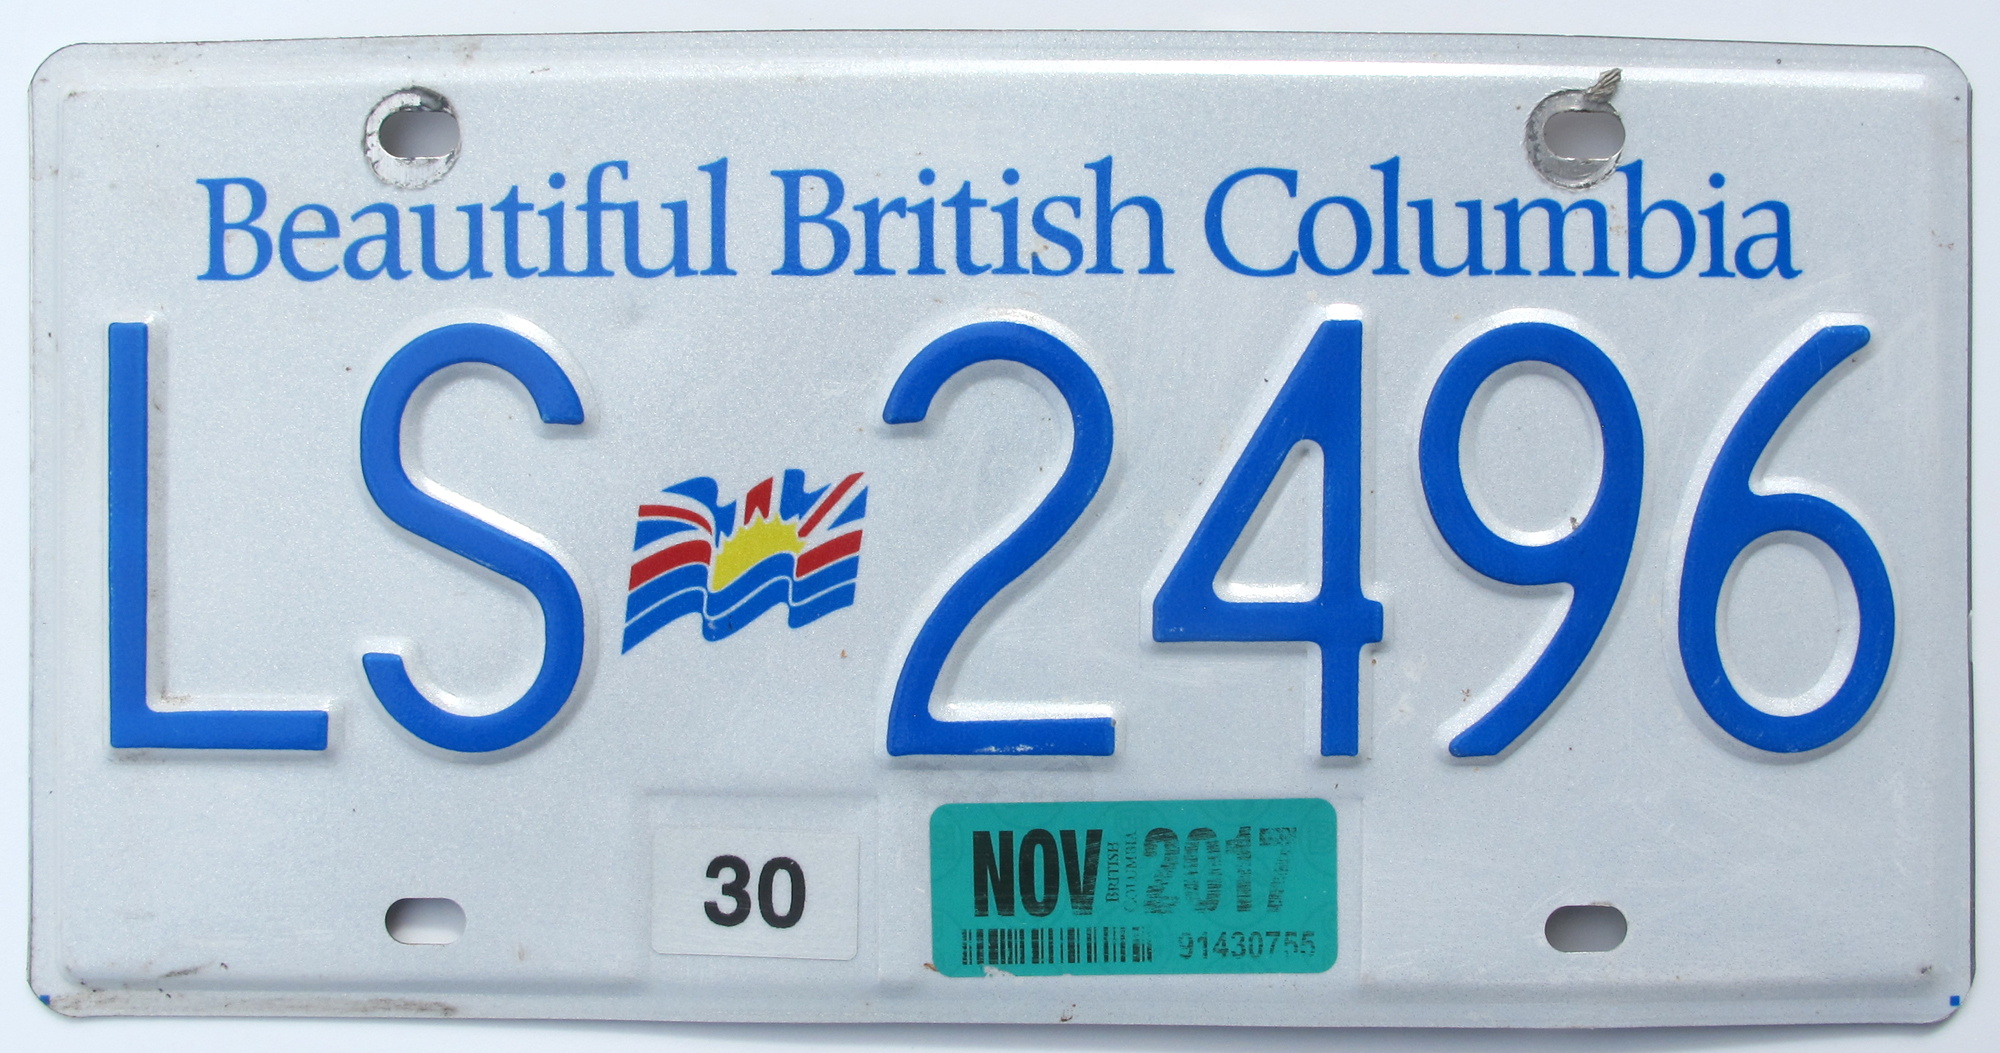 Beautiful British Columbia
LS 2496
30
NOV BRITISH COLUMBIA 2017
91430755